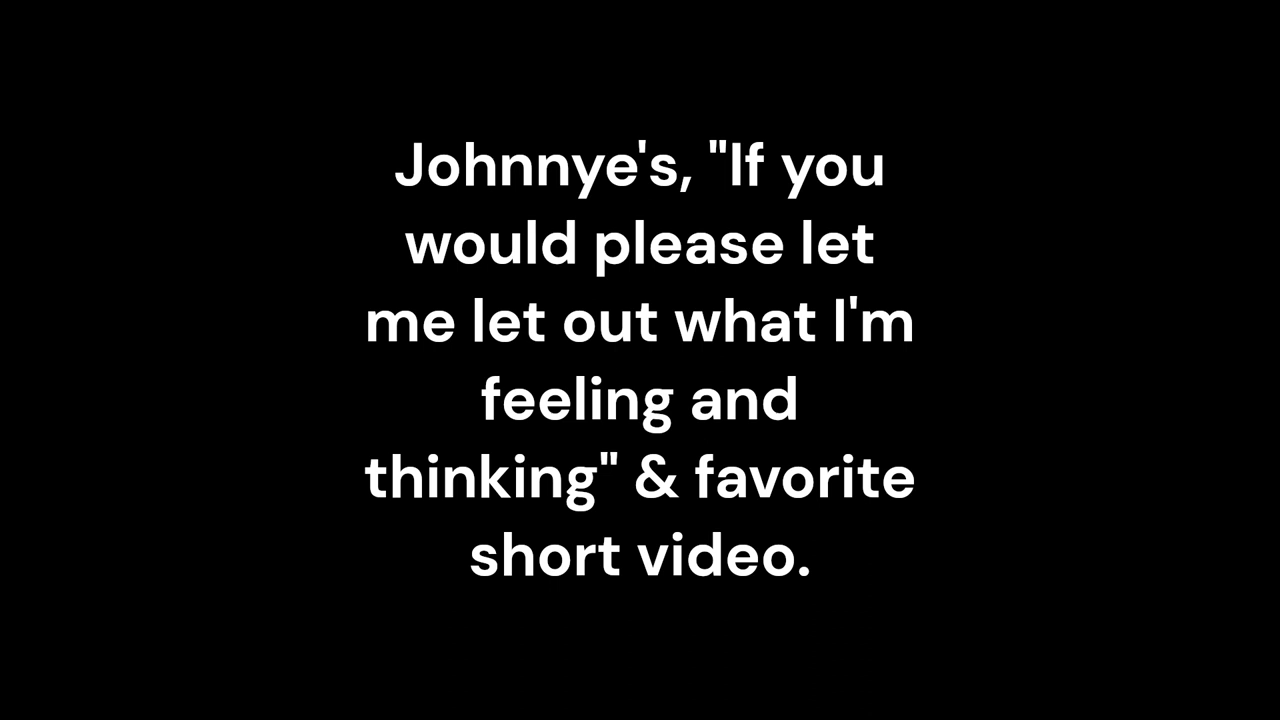 Johnnye's, "If you
would please let
me let out what I'm
feeling and
thinking" & favorite
short video.